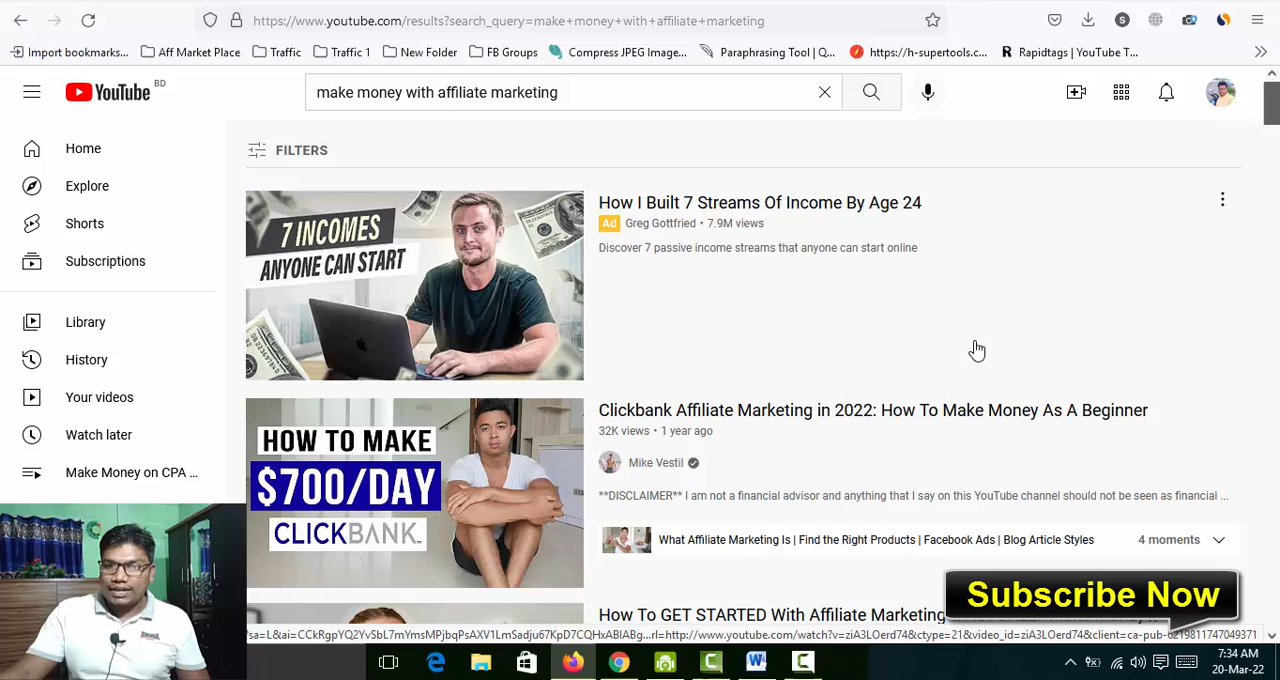 https://www.youtube.com/results?search_query=make+money+with+affiliate+marketing
S
Import bookmarks...
Aff Market Place
Traffic
Traffic 1
New Folder
FB Groups
Compress JPEG Image...
Paraphrasing Tool | Q...
https://h-supertools.c...
R Rapidtags | YouTube T...
YouTube BD
make money with affiliate marketing
Home
Explore
Shorts
Subscriptions
Library
History
Your videos
Watch later
Make Money on CPA ...
FILTERS
7 INCOMES
ANYONE CAN START
How I Built 7 Streams Of Income By Age 24
Ad Greg Gottfried • 7.9M views
Discover 7 passive income streams that anyone can start online
HOW TO MAKE
$700/DAY
CLICKBANK
Clickbank Affiliate Marketing in 2022: How To Make Money As A Beginner
32K views • 1 year ago
Mike Vestil
**DISCLAIMER** I am not a financial advisor and anything that I say on this YouTube channel should not be seen as financial ...
What Affiliate Marketing Is | Find the Right Products | Facebook Ads | Blog Article Styles
4 moments
Subscribe Now
How To GET STARTED With Affiliate Marketing
7:34 AM
20-Mar-22